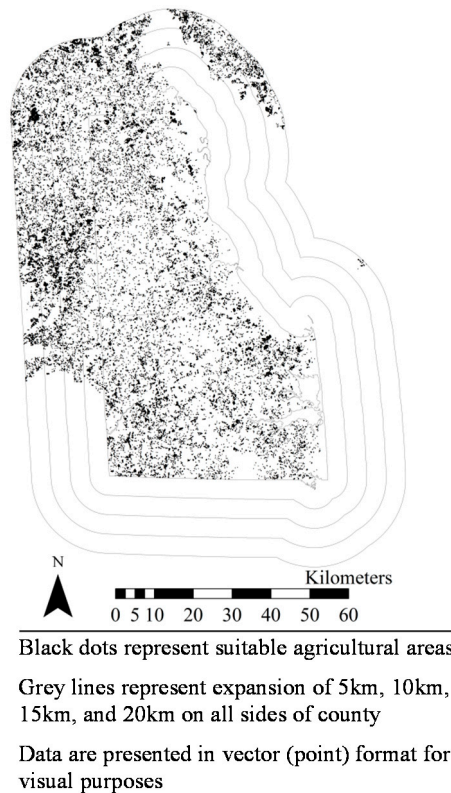 N
Kilometers
0 5 10 20 30 40 50 60
Black dots represent suitable agricultural areas
Grey lines represent expansion of 5km, 10km,
15km, and 20km on all sides of county
Data are presented in vector (point) format for
visual purposes